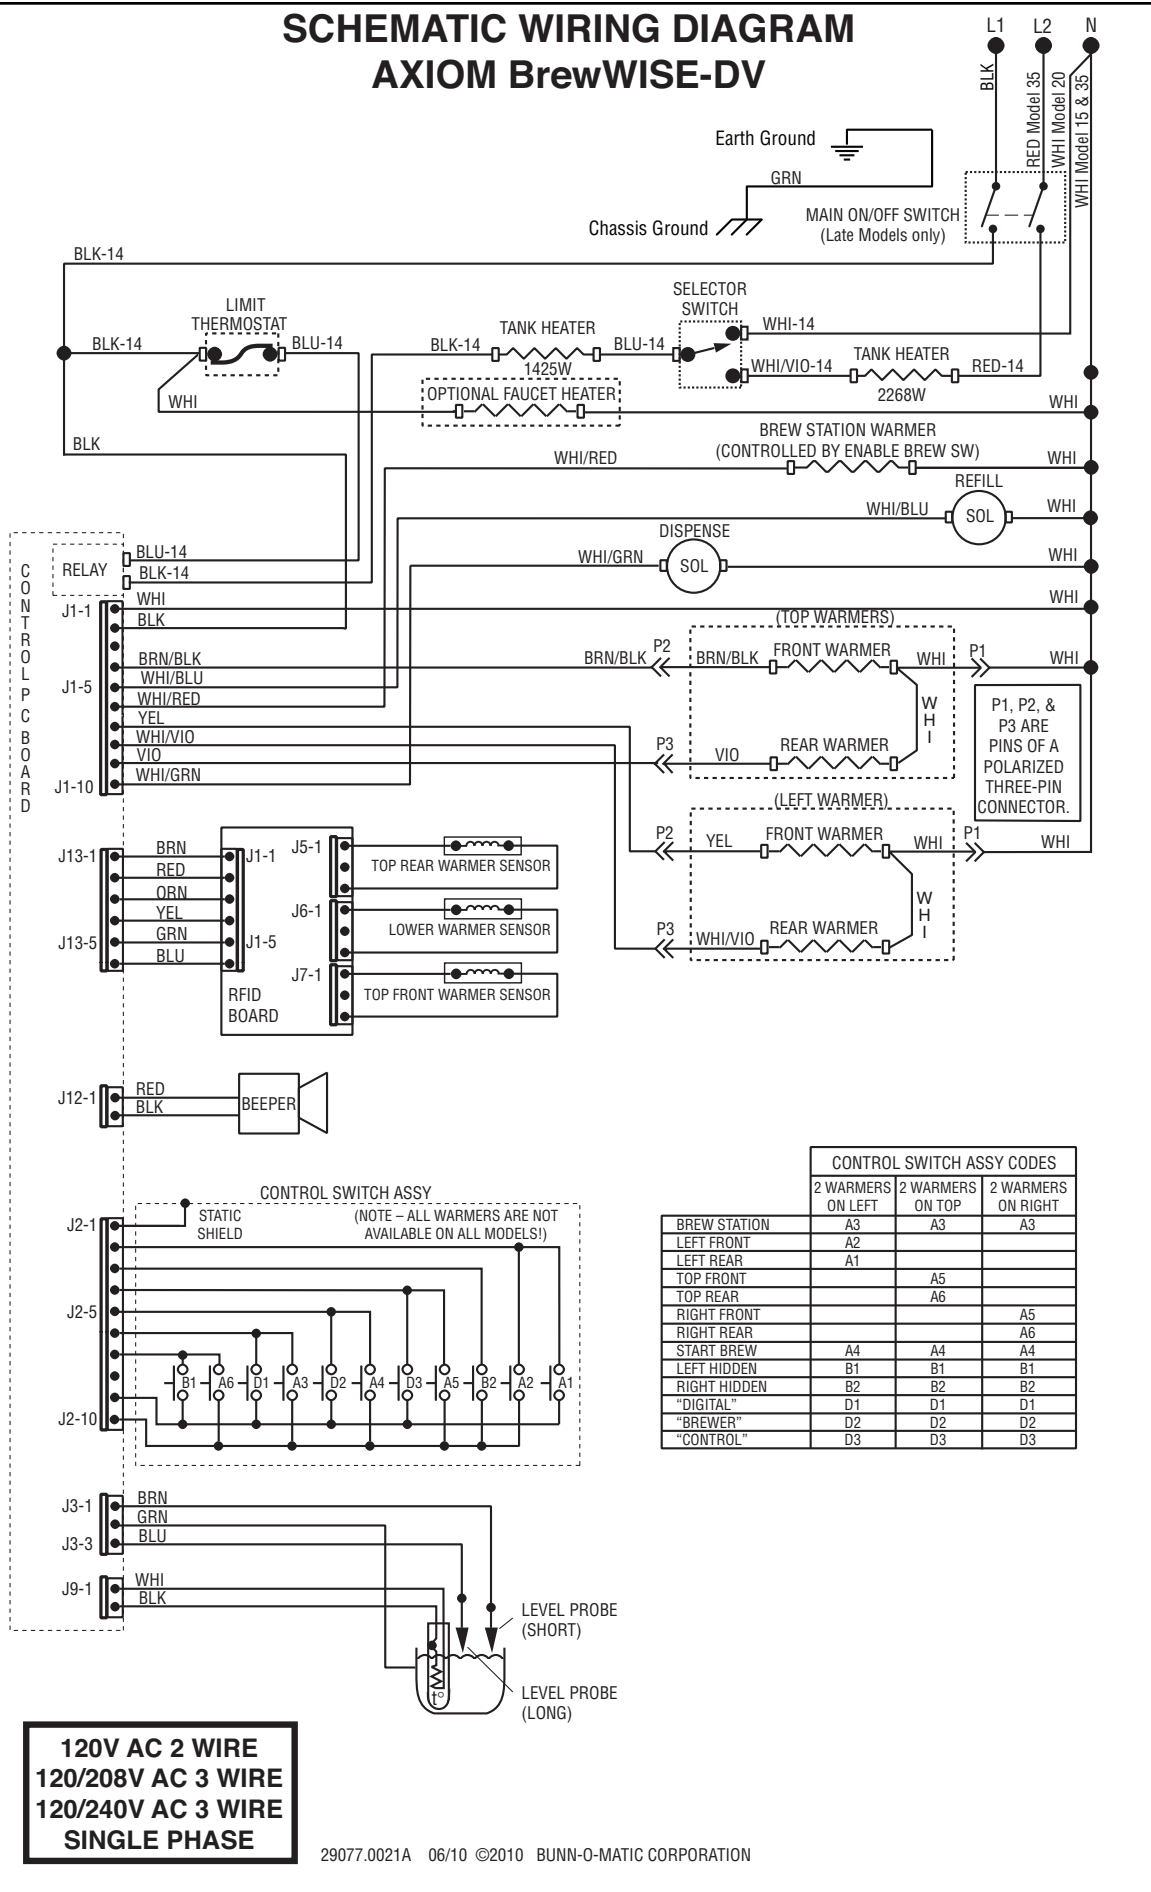 SCHEMATIC WIRING DIAGRAM
AXIOM BrewWISE-DV
L1 L2 N
BLK
RED Model 35
WHI Model 20
WHI Model 15 & 35
Earth Ground
GRN
Chassis Ground
MAIN ON/OFF SWITCH
(Late Models only)
BLK-14
LIMIT
THERMOSTAT
BLK-14
BLU-14
WHI
BLK
TANK HEATER
BLK-14
BLU-14
1425W
SELECTOR
SWITCH
WHI-14
WHI/VIO-14
TANK HEATER
RED-14
2268W
OPTIONAL FAUCET HEATER
WHI
BREW STATION WARMER
(CONTROLLED BY ENABLE BREW SW)
WHI/RED
WHI
REFILL
WHI/BLU
SOL
WHI
DISPENSE
WHI/GRN
SOL
WHI
CONTROL PC BOARD
RELAY
BLU-14
BLK-14
J1-1
WHI
WHI
BLK
BRN/BLK
J1-5
WHI/BLU
WHI/RED
YEL
WHI/VIO
VIO
J1-10
WHI/GRN
(TOP WARMERS)
BRN/BLK
P2
BRN/BLK
FRONT WARMER
WHI
P1
WHI
WHI
P3
VIO
REAR WARMER
P1, P2, &
P3 ARE
PINS OF A
POLARIZED
THREE-PIN
CONNECTOR.
(LEFT WARMER)
P2
YEL
FRONT WARMER
WHI
P1
WHI
WHI
P3
WHI/VIO
REAR WARMER
J13-1
BRN
RED
ORN
YEL
J13-5
GRN
BLU
J1-1
J1-5
RFID
BOARD
J5-1
TOP REAR WARMER SENSOR
J6-1
LOWER WARMER SENSOR
J7-1
TOP FRONT WARMER SENSOR
J12-1
RED
BLK
BEEPER
CONTROL SWITCH ASSY
J2-1
STATIC
SHIELD
(NOTE – ALL WARMERS ARE NOT
AVAILABLE ON ALL MODELS!)
J2-5
B1 A6 D1 A3 D2 A4 D3 A5 B2 A2 A1
J2-10
CONTROL SWITCH ASSY CODES
2 WARMERS ON LEFT 2 WARMERS ON TOP 2 WARMERS ON RIGHT
BREW STATION A3 A3 A3
LEFT FRONT A2
LEFT REAR A1
TOP FRONT A5
TOP REAR A6
RIGHT FRONT A5
RIGHT REAR A6
START BREW A4 A4 A4
LEFT HIDDEN B1 B1 B1
RIGHT HIDDEN B2 B2 B2
“DIGITAL” D1 D1 D1
“BREWER” D2 D2 D2
“CONTROL” D3 D3 D3
J3-1
BRN
GRN
J3-3
BLU
J9-1
WHI
BLK
LEVEL PROBE
(SHORT)
t°
LEVEL PROBE
(LONG)
120V AC 2 WIRE
120/208V AC 3 WIRE
120/240V AC 3 WIRE
SINGLE PHASE
29077.0021A 06/10 ©2010 BUNN-O-MATIC CORPORATION